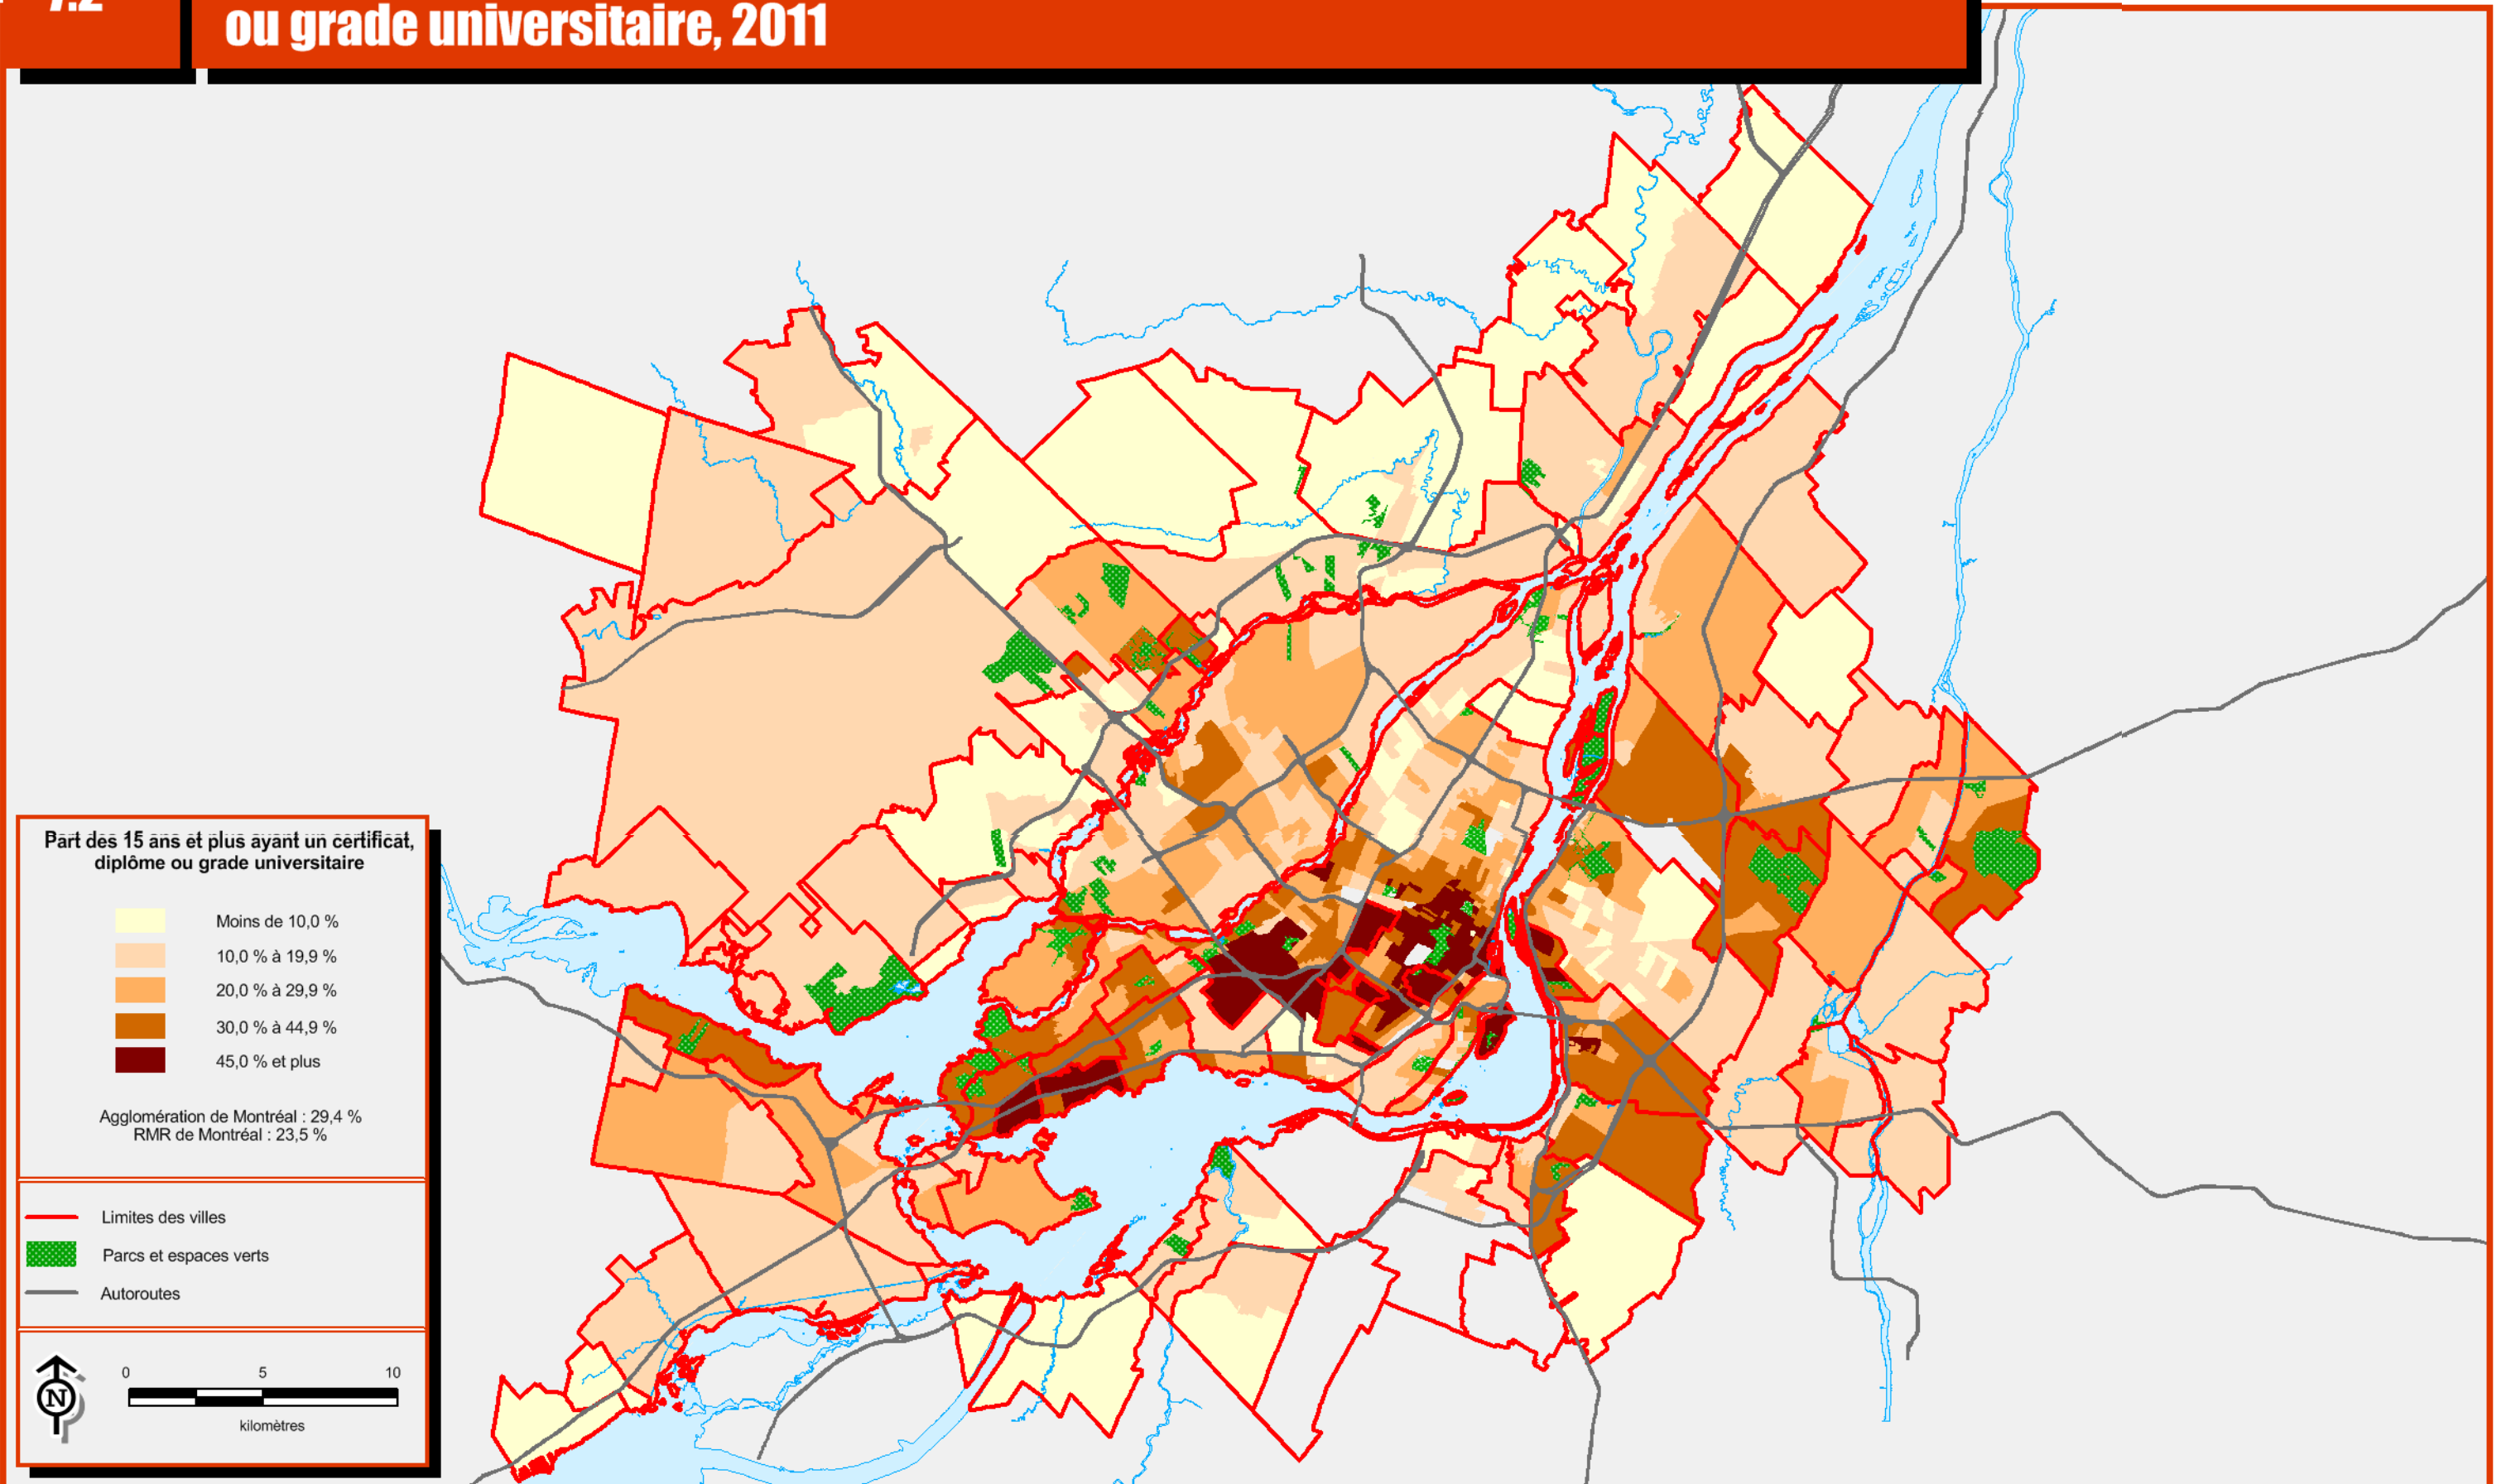 7.2
ou grade universitaire, 2011
Part des 15 ans et plus ayant un certificat,
diplôme ou grade universitaire
Moins de 10,0 %
10,0 % à 19,9 %
20,0 % à 29,9 %
30,0 % à 44,9 %
45,0 % et plus
Agglomération de Montréal : 29,4 %
RMR de Montréal : 23,5 %
Limites des villes
Parcs et espaces verts
Autoroutes
0 5 10
N
kilomètres